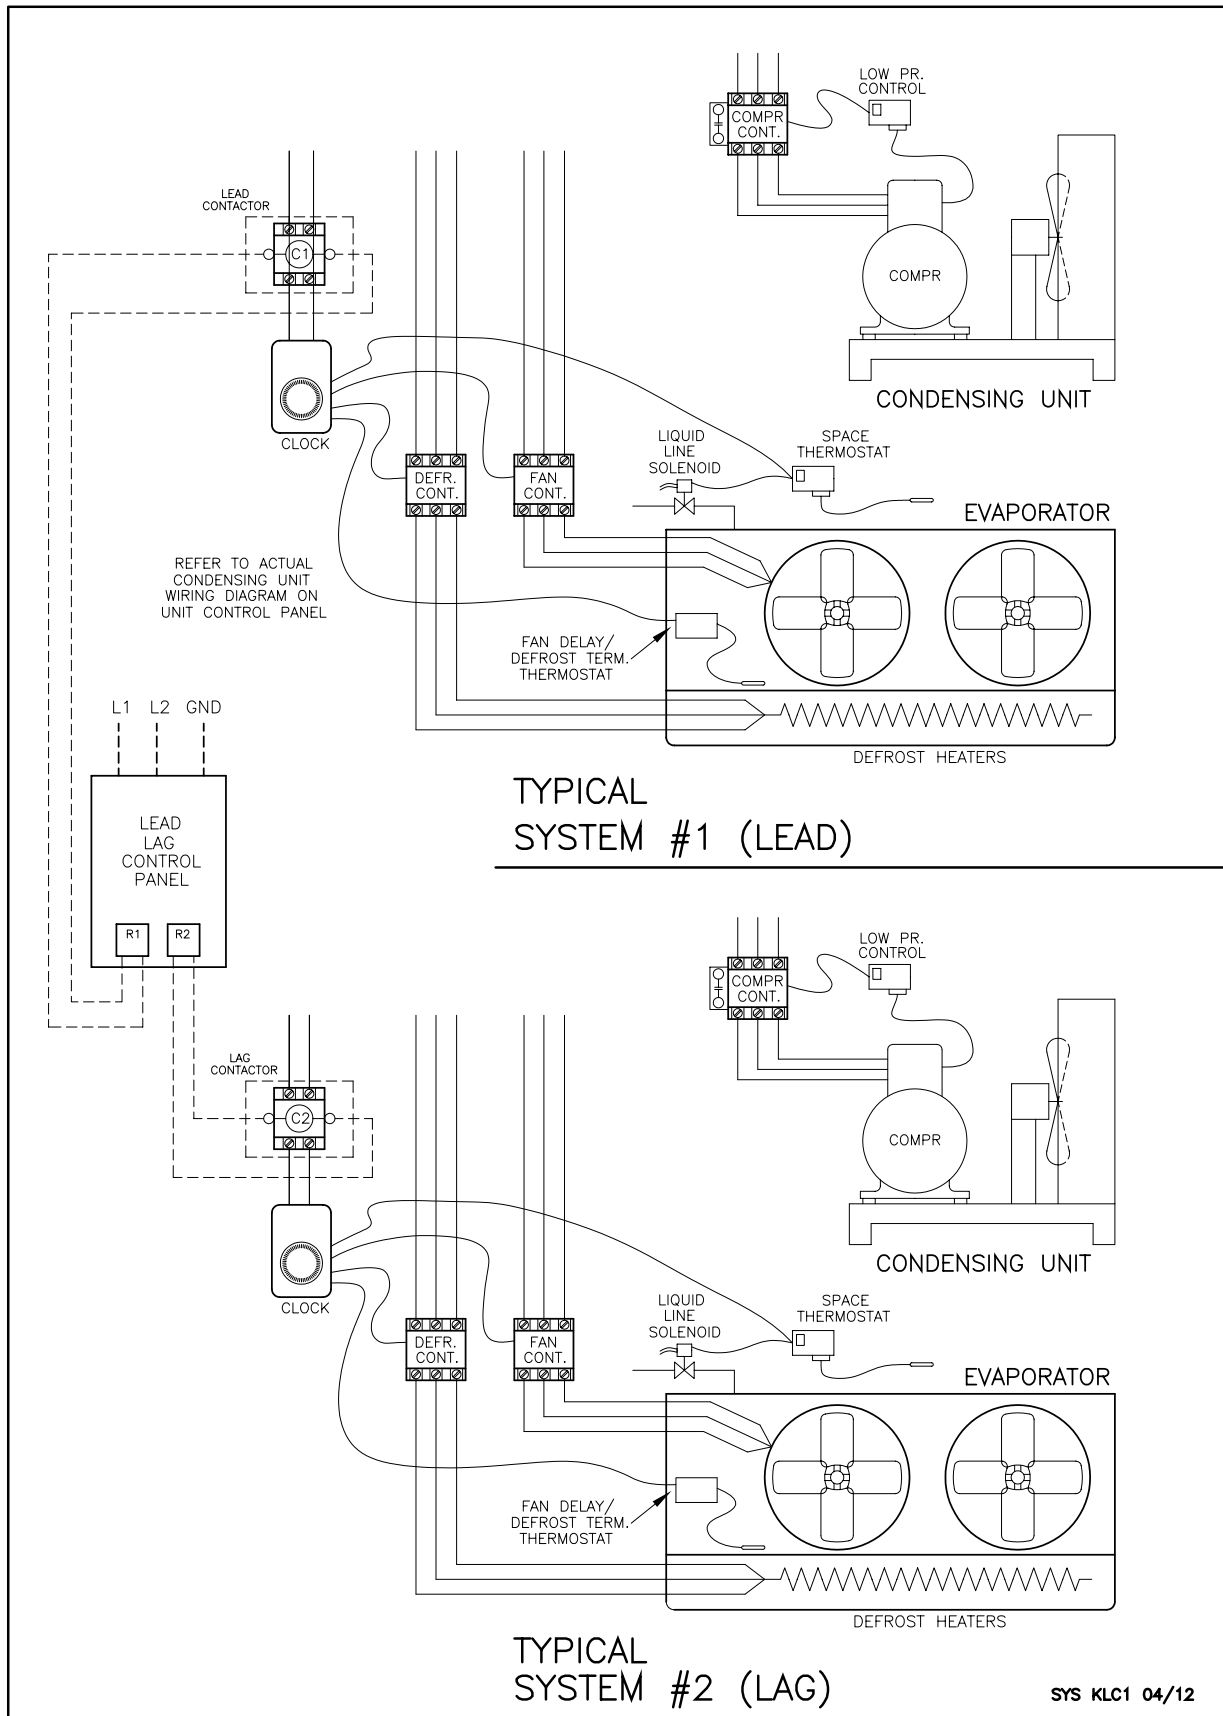 LOW PR.
CONTROL
COMPR
CONT.
LEAD
CONTACTOR
C1
COMPR
CONDENSING UNIT
CLOCK
LIQUID
LINE
SOLENOID
SPACE
THERMOSTAT
DEFR.
CONT.
FAN
CONT.
EVAPORATOR
REFER TO ACTUAL
CONDENSING UNIT
WIRING DIAGRAM ON
UNIT CONTROL PANEL
FAN DELAY/
DEFROST TERM.
THERMOSTAT
L1 L2 GND
DEFROST HEATERS
TYPICAL
SYSTEM #1 (LEAD)
LEAD
LAG
CONTROL
PANEL
R1 R2
LOW PR.
CONTROL
COMPR
CONT.
LAG
CONTACTOR
C2
COMPR
CONDENSING UNIT
CLOCK
LIQUID
LINE
SOLENOID
SPACE
THERMOSTAT
DEFR.
CONT.
FAN
CONT.
EVAPORATOR
FAN DELAY/
DEFROST TERM.
THERMOSTAT
DEFROST HEATERS
TYPICAL
SYSTEM #2 (LAG)
SYS KLC1 04/12